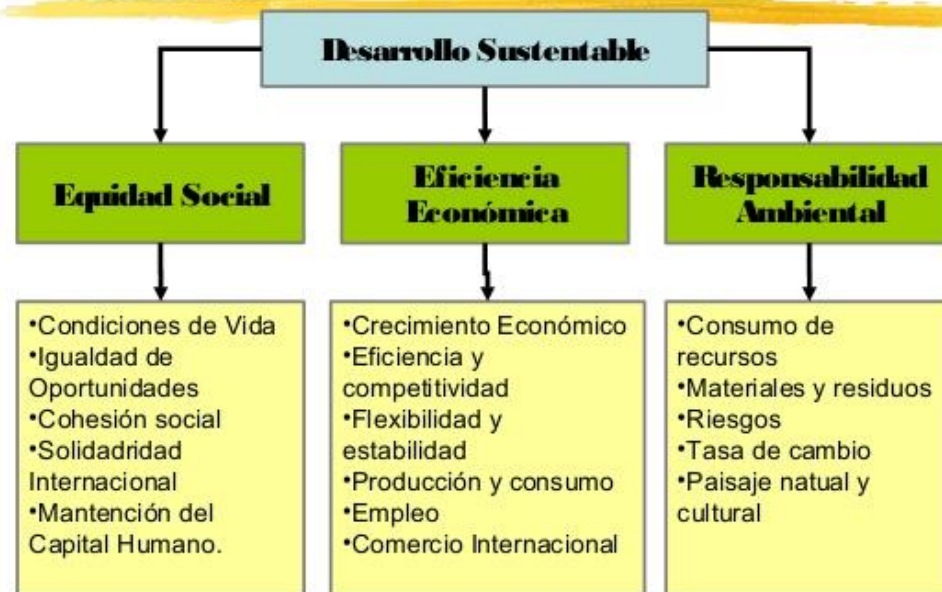 Desarrollo Sustentable
Equidad Social
Eficiencia
Económica
Responsabilidad
Ambiental
•Condiciones de Vida
•Igualdad de
Oportunidades
•Cohesión social
•Solidadridad
Internacional
•Mantención del
Capital Humano.
•Crecimiento Económico
•Eficiencia y
competitividad
•Flexibilidad y
estabilidad
•Producción y consumo
•Empleo
•Comercio Internacional
•Consumo de
recursos
•Materiales y residuos
•Riesgos
•Tasa de cambio
•Paisaje natual y
cultural